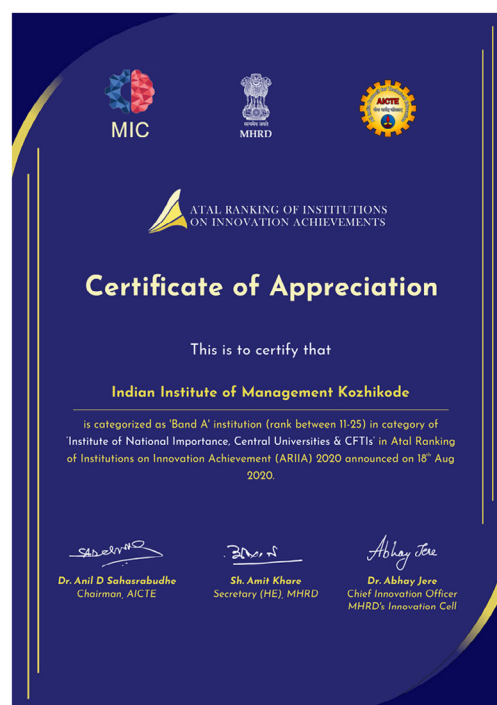 MIC
सत्यमेव जयते
MHRD
AICTE
ATAL RANKING OF INSTITUTIONS
ON INNOVATION ACHIEVEMENTS
Certificate of Appreciation
This is to certify that
Indian Institute of Management Kozhikode
is categorized as 'Band A' institution (rank between 11-25) in category of
'Institute of National Importance, Central Universities & CFTIs' in Atal Ranking
of Institutions on Innovation Achievement (ARIIA) 2020 announced on 18th Aug
2020.
Abhay Jere
Dr. Anil D Sahasrabudhe
Chairman, AICTE
Sh. Amit Khare
Secretary (HE), MHRD
Dr. Abhay Jere
Chief Innovation Officer
MHRD's Innovation Cell